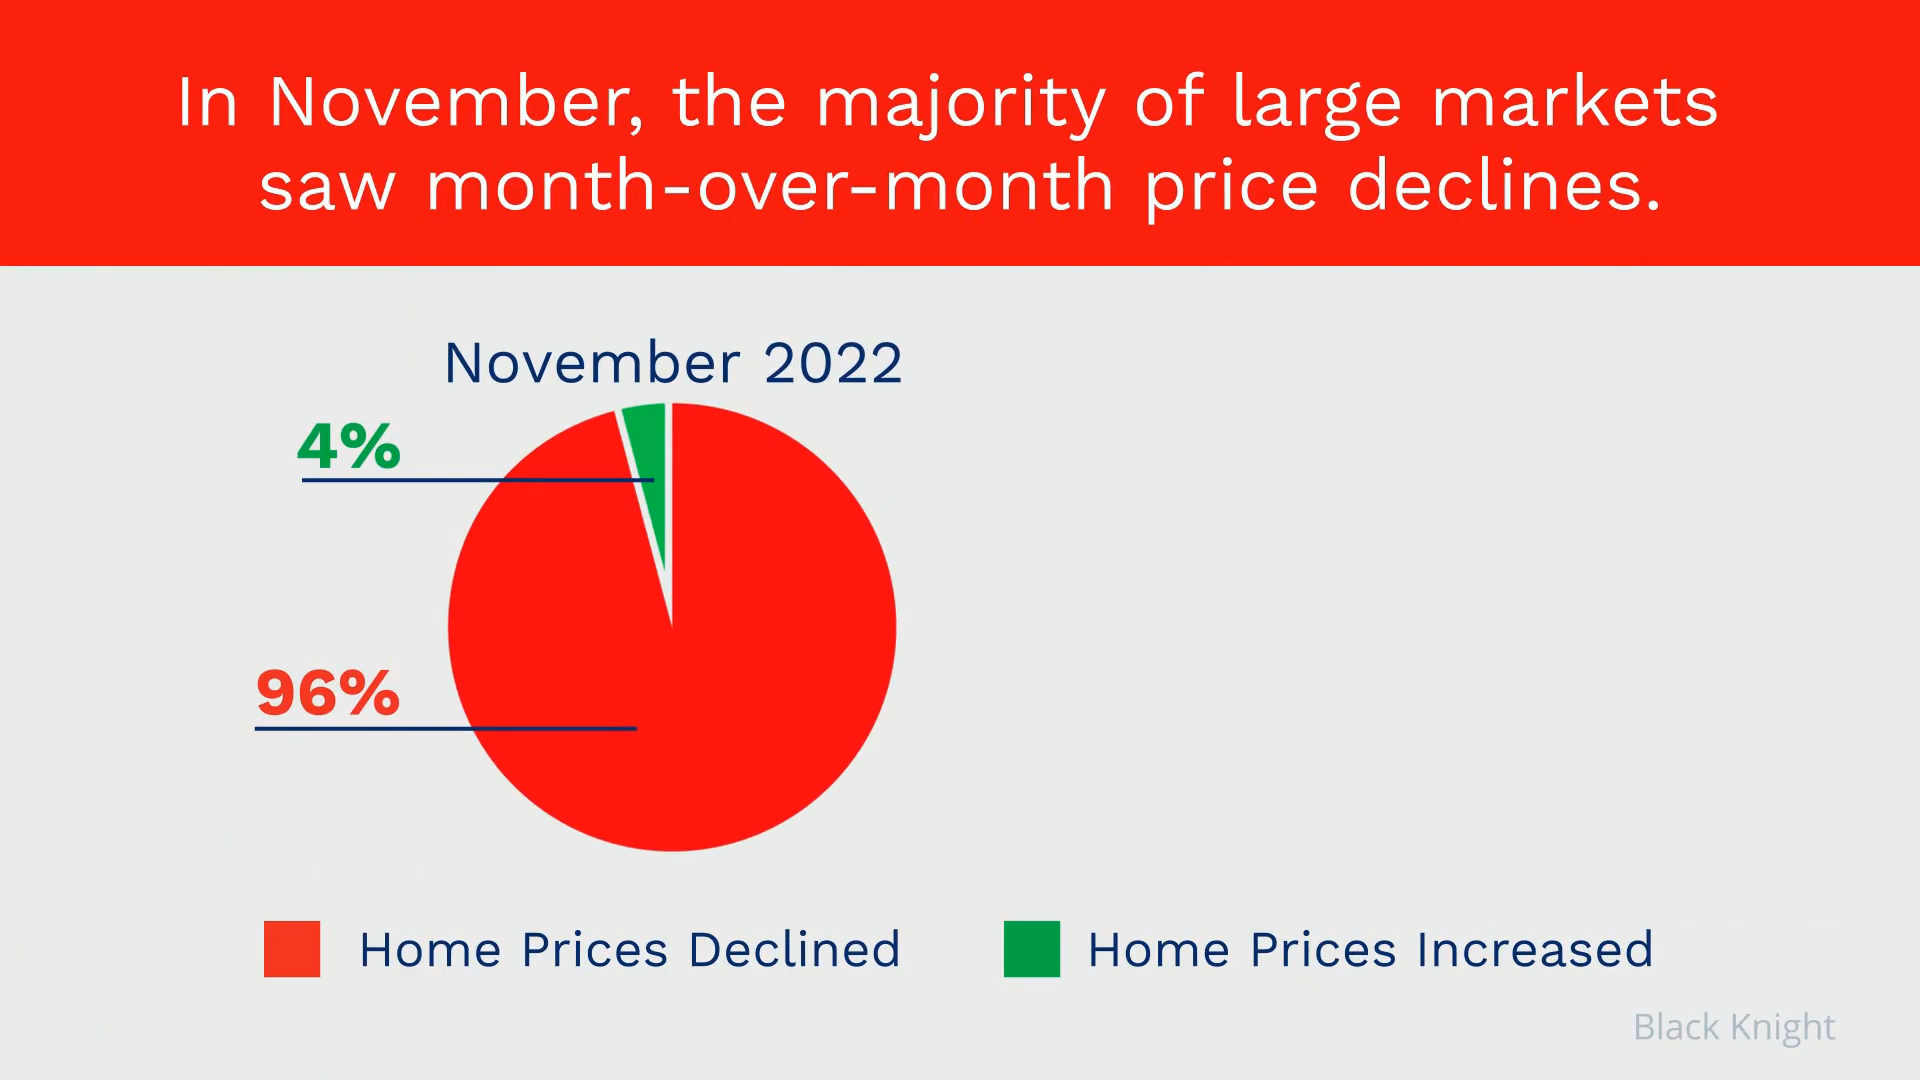 In November, the majority of large markets
saw month-over-month price declines.
November 2022
4%
96%
Home Prices Declined
Home Prices Increased
Black Knight